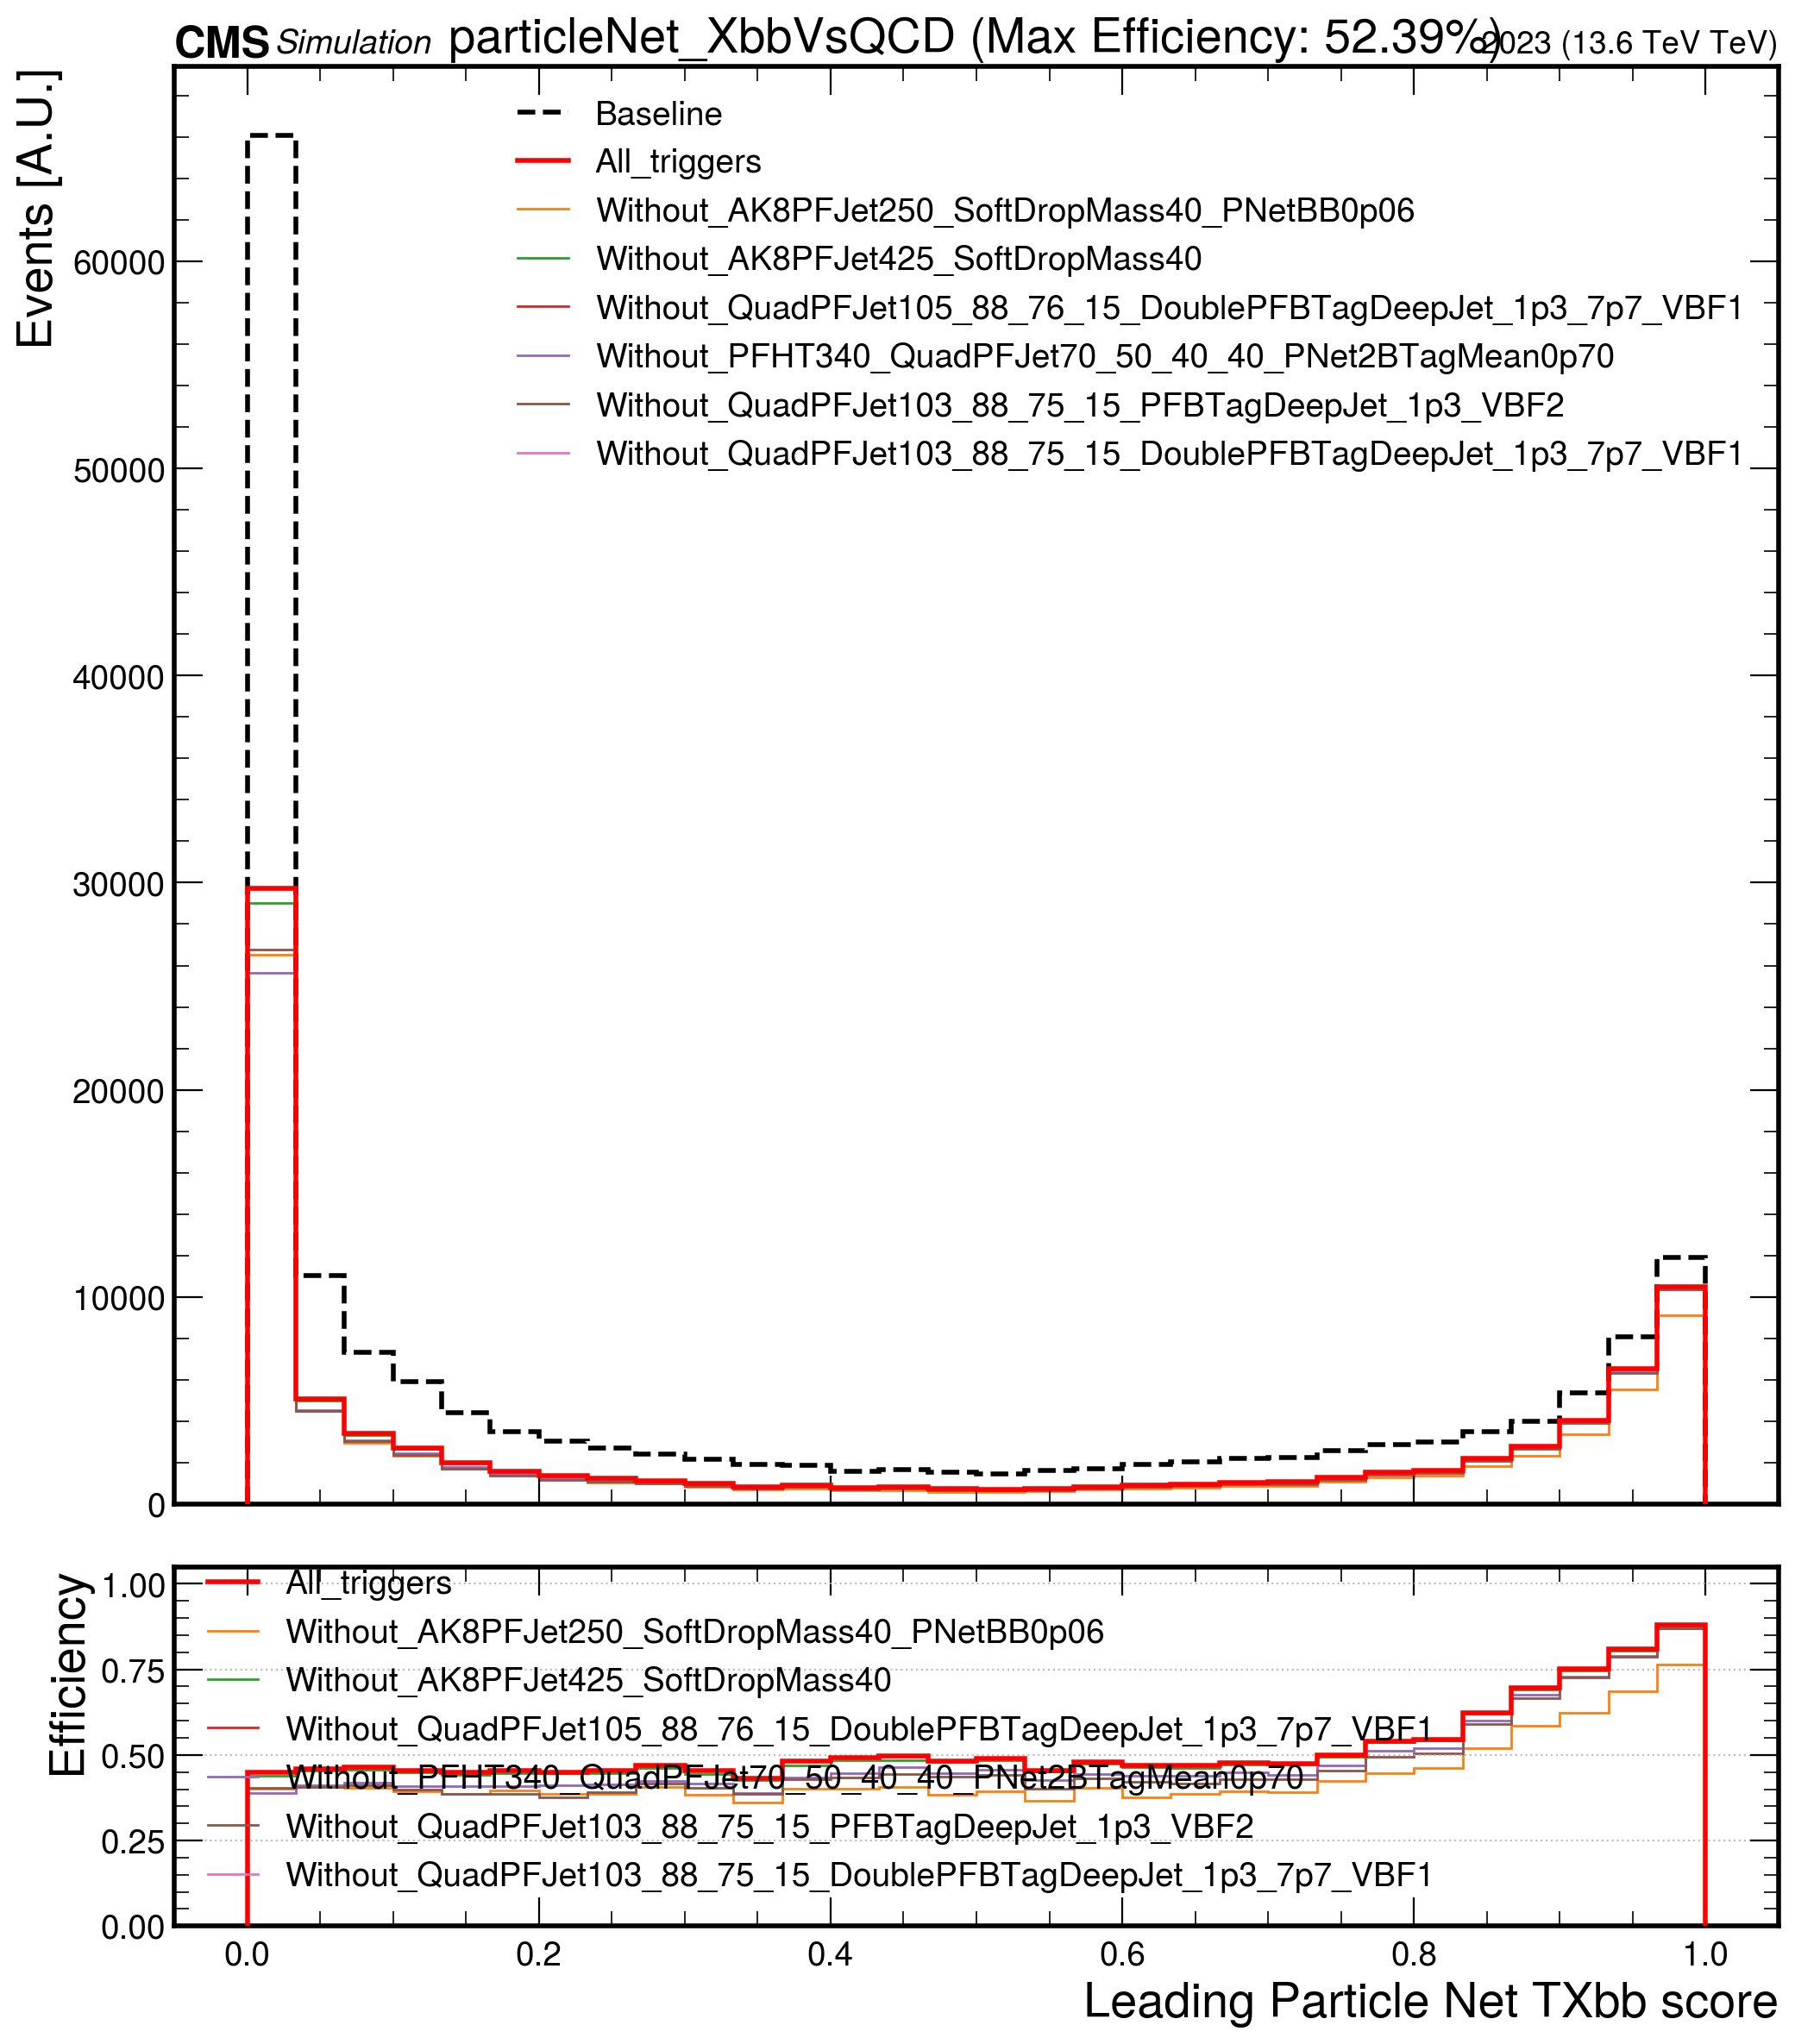 CMS Simulation particleNet_XbbVsQCD (Max Efficiency: 52.39%) 2023 (13.6 TeV TeV)
Events [A.U.]
Baseline
All_triggers
Without_AK8PFJet250_SoftDropMass40_PNetBB0p06
Without_AK8PFJet425_SoftDropMass40
Without_QuadPFJet105_88_76_15_DoublePFBTagDeepJet_1p3_7p7_VBF1
Without_PFHT340_QuadPFJet70_50_40_40_PNet2BTagMean0p70
Without_QuadPFJet103_88_75_15_PFBTagDeepJet_1p3_VBF2
Without_QuadPFJet103_88_75_15_DoublePFBTagDeepJet_1p3_7p7_VBF1
60000
50000
40000
30000
20000
10000
0
Efficiency
1.00
0.75
0.50
0.25
0.00
All_triggers
Without_AK8PFJet250_SoftDropMass40_PNetBB0p06
Without_AK8PFJet425_SoftDropMass40
Without_QuadPFJet105_88_76_15_DoublePFBTagDeepJet_1p3_7p7_VBF1
Without_PFHT340_QuadPFJet70_50_40_40_PNet2BTagMean0p70
Without_QuadPFJet103_88_75_15_PFBTagDeepJet_1p3_VBF2
Without_QuadPFJet103_88_75_15_DoublePFBTagDeepJet_1p3_7p7_VBF1
0.0 0.2 0.4 0.6 0.8 1.0
Leading Particle Net TXbb score